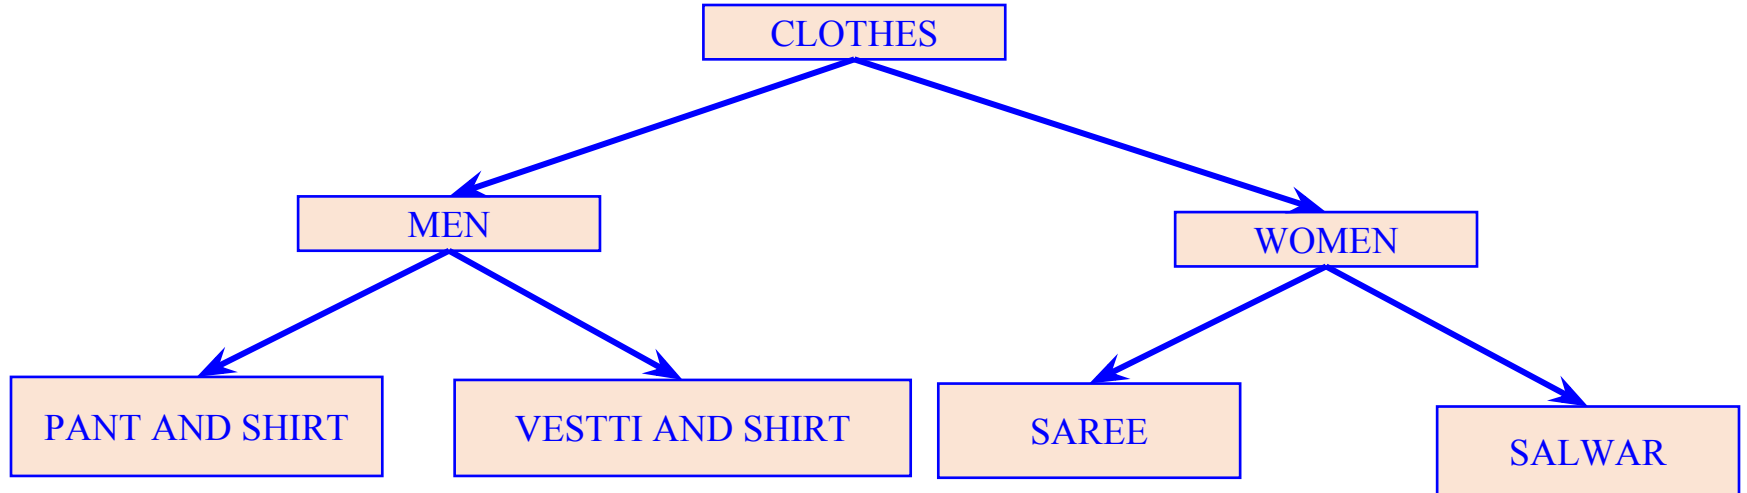 CLOTHES
MEN
WOMEN
PANT AND SHIRT
VESTTI AND SHIRT
SAREE
SALWAR